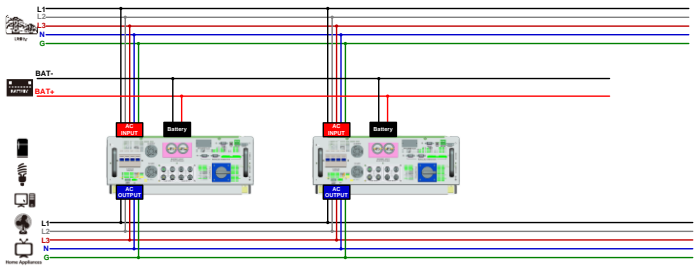 L1
L2
L3
N
G
Utility
BAT-
BATTERY
BAT+
AC
INPUT
Battery
AC
INPUT
Battery
AC
OUTPUT
AC
OUTPUT
L1
L2
L3
N
G
Home Appliances